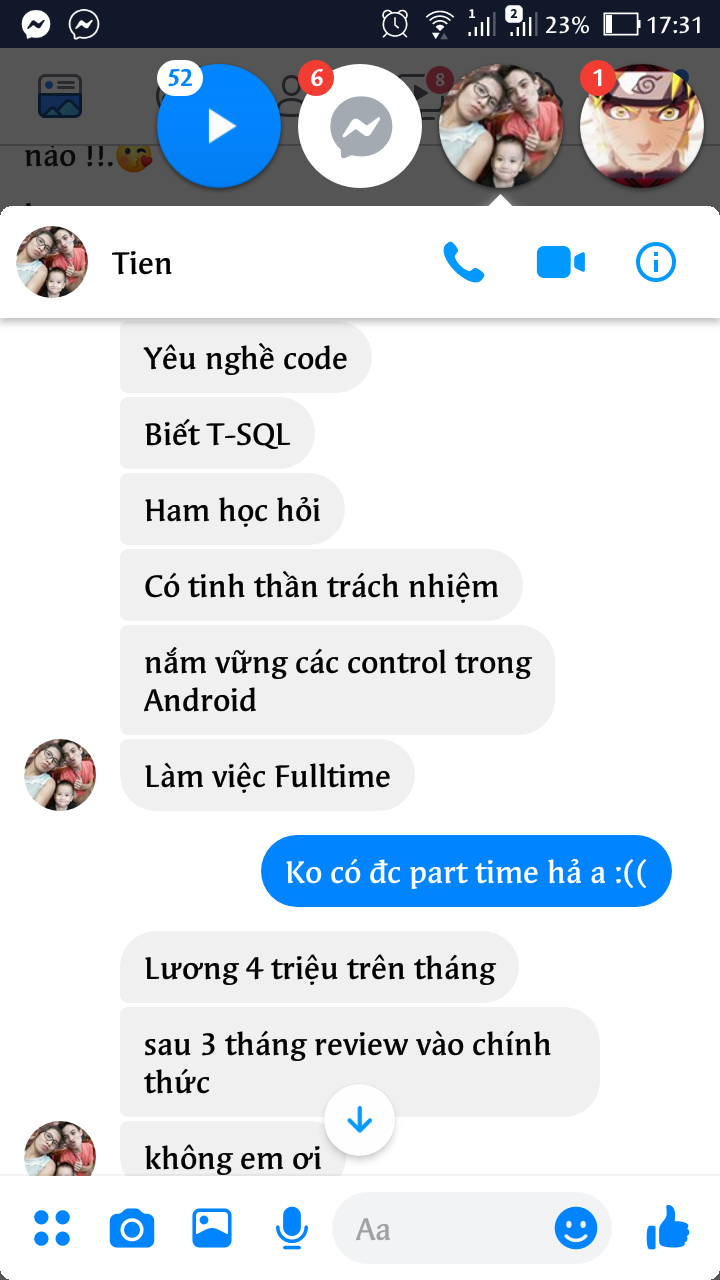 1
2
23%
17:31
52
6
8
1
nào !!.😘
Tien
Yêu nghề code
Biết T-SQL
Ham học hỏi
Có tinh thần trách nhiệm
nắm vững các control trong
Android
Làm việc Fulltime
Ko có đc part time hả a :((
Lương 4 triệu trên tháng
sau 3 tháng review vào chính
thức
không em ơi
Aa